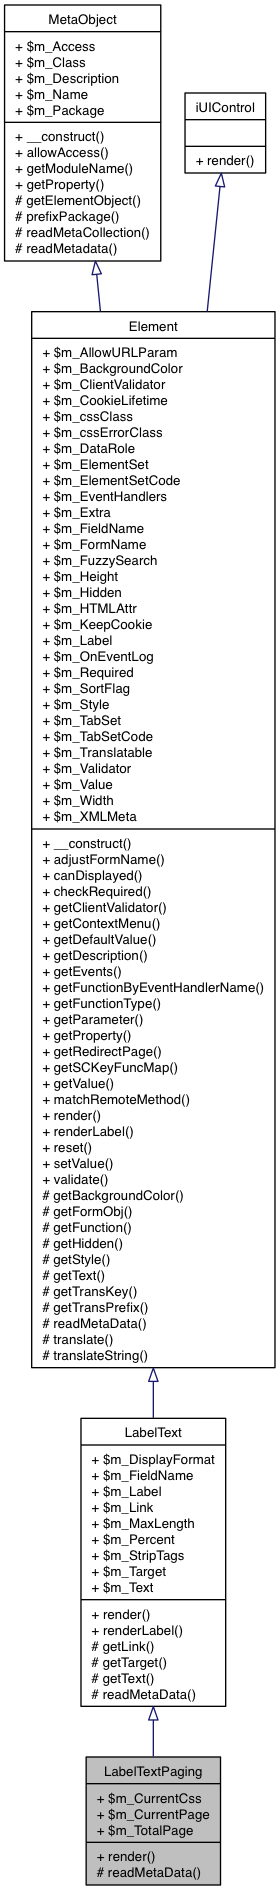 MetaObject
+ $m_Access
+ $m_Class
+ $m_Description
+ $m_Name
+ $m_Package
+ __construct()
+ allowAccess()
+ getModuleName()
+ getProperty()
# getElementObject()
# prefixPackage()
# readMetaCollection()
# readMetadata()
iUIControl
+ render()
Element
+ $m_AllowURLParam
+ $m_BackgroundColor
+ $m_ClientValidator
+ $m_CookieLifetime
+ $m_cssClass
+ $m_cssErrorClass
+ $m_DataRole
+ $m_ElementSet
+ $m_ElementSetCode
+ $m_EventHandlers
+ $m_Extra
+ $m_FieldName
+ $m_FormName
+ $m_FuzzySearch
+ $m_Height
+ $m_Hidden
+ $m_HTMLAttr
+ $m_KeepCookie
+ $m_Label
+ $m_OnEventLog
+ $m_Required
+ $m_SortFlag
+ $m_Style
+ $m_TabSet
+ $m_TabSetCode
+ $m_Translatable
+ $m_Validator
+ $m_Value
+ $m_Width
+ $m_XMLMeta
+ __construct()
+ adjustFormName()
+ canDisplayed()
+ checkRequired()
+ getClientValidator()
+ getContextMenu()
+ getDefaultValue()
+ getDescription()
+ getEvents()
+ getFunctionByEventHandlerName()
+ getFunctionType()
+ getParameter()
+ getProperty()
+ getRedirectPage()
+ getSCKeyFuncMap()
+ getValue()
+ matchRemoteMethod()
+ render()
+ renderLabel()
+ reset()
+ setValue()
+ validate()
# getBackgroundColor()
# getFormObj()
# getFunction()
# getHidden()
# getStyle()
# getText()
# getTransKey()
# getTransPrefix()
# readMetaData()
# translate()
# translateString()
LabelText
+ $m_DisplayFormat
+ $m_FieldName
+ $m_Label
+ $m_Link
+ $m_MaxLength
+ $m_Percent
+ $m_StripTags
+ $m_Target
+ $m_Text
+ render()
+ renderLabel()
# getLink()
# getTarget()
# getText()
# readMetaData()
LabelTextPaging
+ $m_CurrentCss
+ $m_CurrentPage
+ $m_TotalPage
+ render()
# readMetaData()